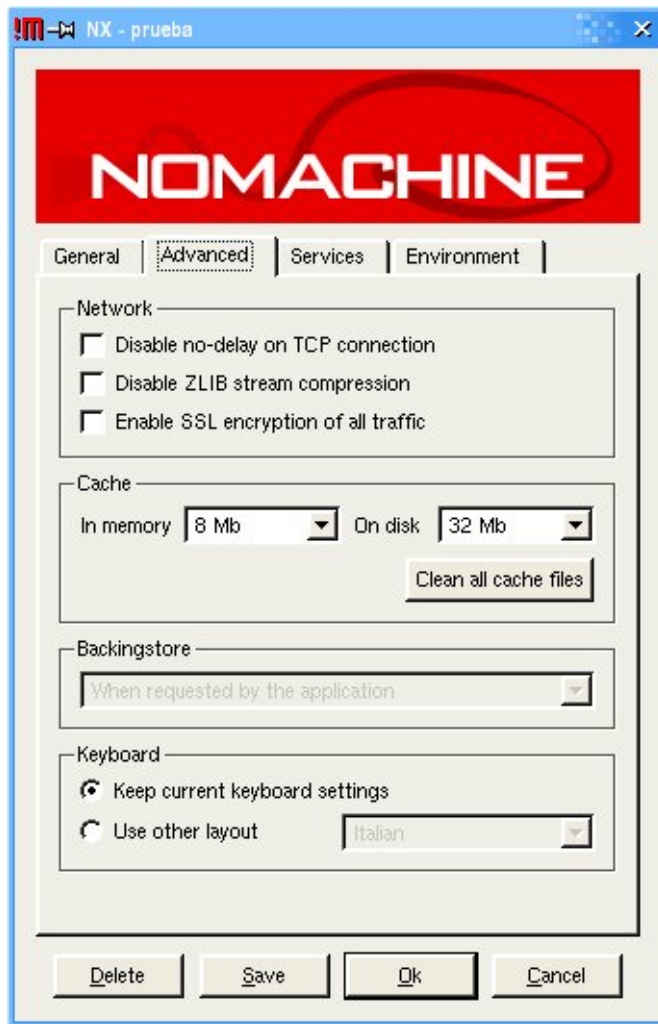 !M NX - prueba
NOMACHINE
General Advanced Services Environment
Network
Disable no-delay on TCP connection
Disable ZLIB stream compression
Enable SSL encryption of all traffic
Cache
In memory 8 Mb On disk 32 Mb
Clean all cache files
Backingstore
When requested by the application
Keyboard
Keep current keyboard settings
Use other layout Italian
Delete Save Ok Cancel